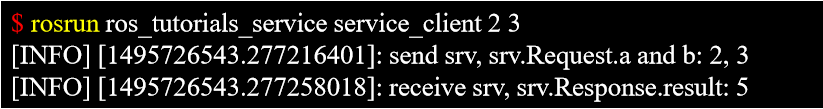 $ rosrun ros_tutorials_service service_client 2 3
[INFO] [1495726543.277216401]: send srv, srv.Request.a and b: 2, 3
[INFO] [1495726543.277258018]: receive srv, srv.Response.result: 5